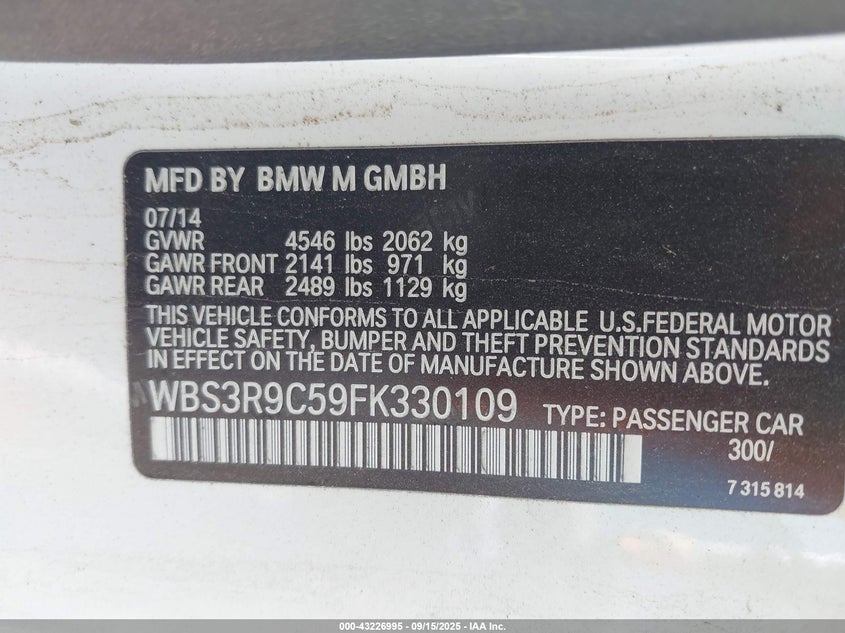 MFD BY BMW M GMBH
07/14
GVWR 4546 lbs 2062 kg
GAWR FRONT 2141 lbs 971 kg
GAWR REAR 2489 lbs 1129 kg
THIS VEHICLE CONFORMS TO ALL APPLICABLE U.S.FEDERAL MOTOR
VEHICLE SAFETY, BUMPER AND THEFT PREVENTION STANDARDS
IN EFFECT ON THE DATE OF MANUFACTURE SHOWN ABOVE.
WBS3R9C59FK330109 TYPE: PASSENGER CAR
300/
7 315 814
000-43226995 - 09/15/2025 - IAA Inc.